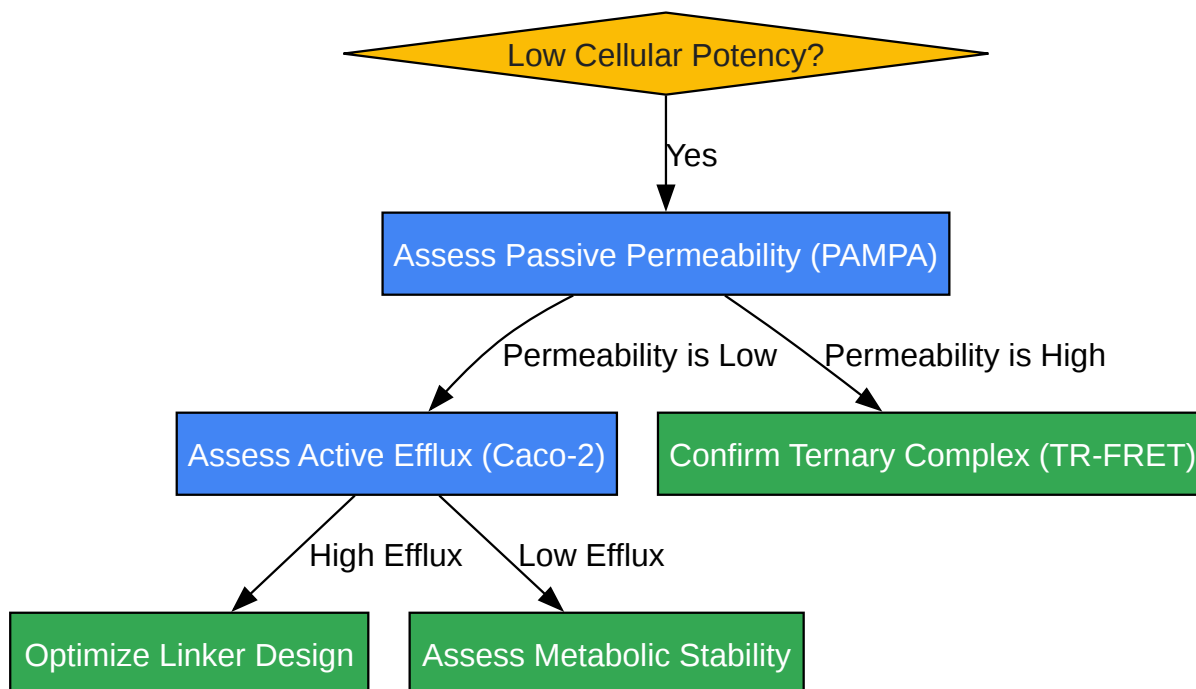 Low Cellular Potency?
Yes
Assess Passive Permeability (PAMPA)
Permeability is Low
Permeability is High
Assess Active Efflux (Caco-2)
Confirm Ternary Complex (TR-FRET)
High Efflux
Low Efflux
Optimize Linker Design
Assess Metabolic Stability